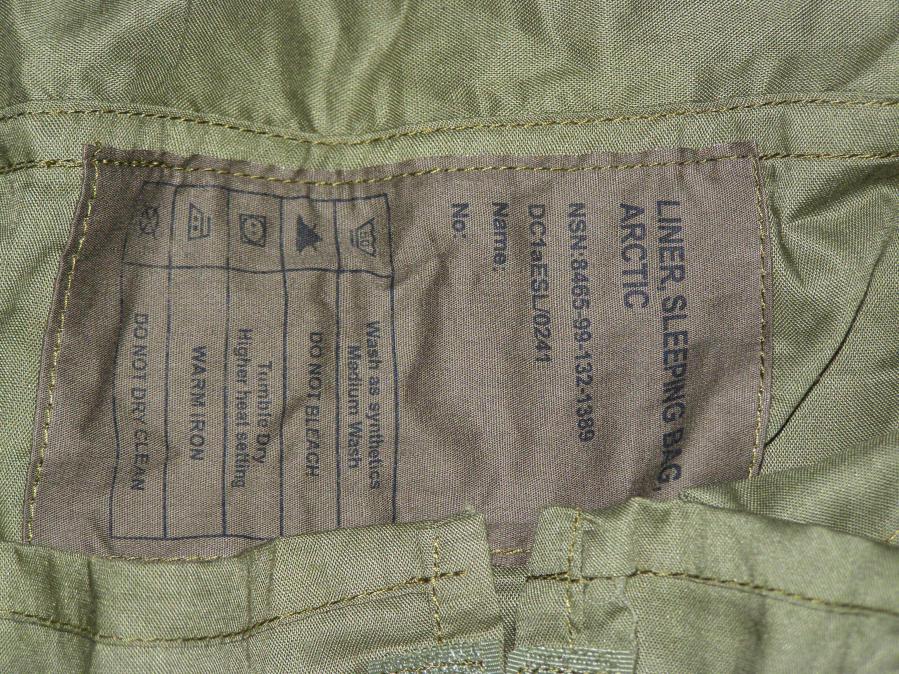 LINER, SLEEPING BAG,
ARCTIC
NSN:8465-99-132-1389
DC1aESL/0241
Name:
No:
Wash as synthetics
Medium Wash
DO NOT BLEACH
Tumble Dry
Higher heat setting
WARM IRON
DO NOT DRY CLEAN